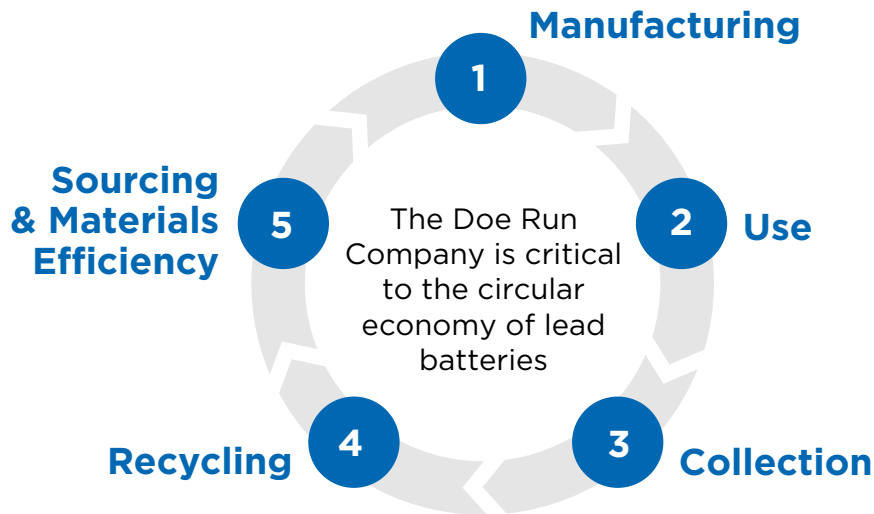 Manufacturing
1
2
Use
3
Collection
4
Recycling
5
Sourcing
& Materials
Efficiency
The Doe Run
Company is critical
to the circular
economy of lead
batteries